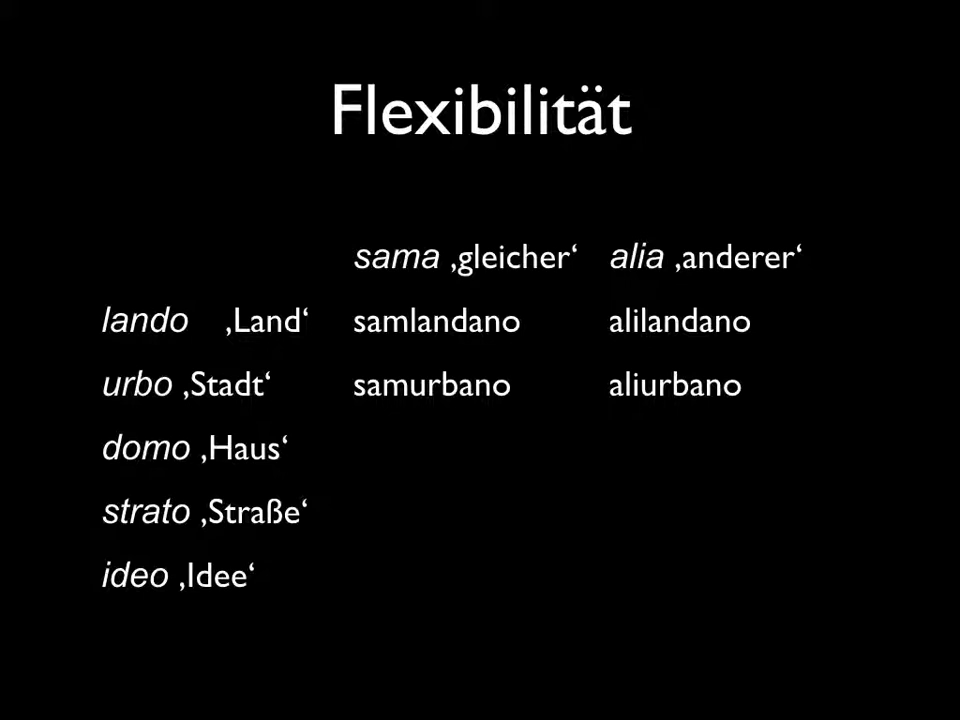 Flexibilität
sama ‚gleicher‘ alia ‚anderer‘
lando ‚Land‘ samlandano alilandano
urbo ‚Stadt‘ samurbano aliurbano
domo ‚Haus‘
strato ‚Straße‘
ideo ‚Idee‘